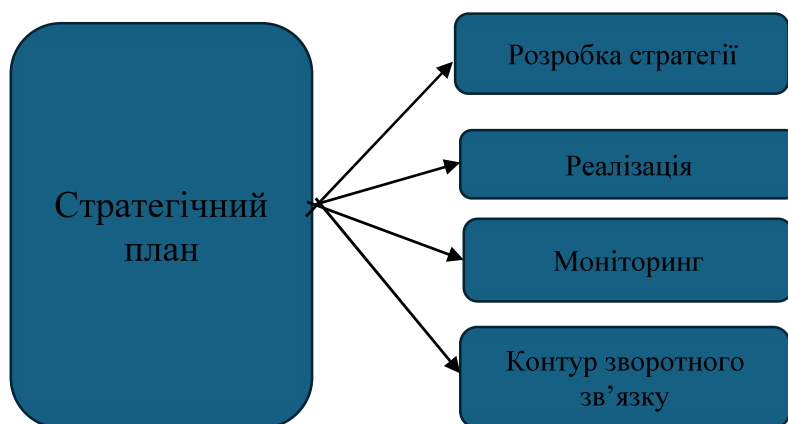 Стратегічний
план
Розробка стратегії
Реалізація
Моніторинг
Контур зворотного
зв’язку